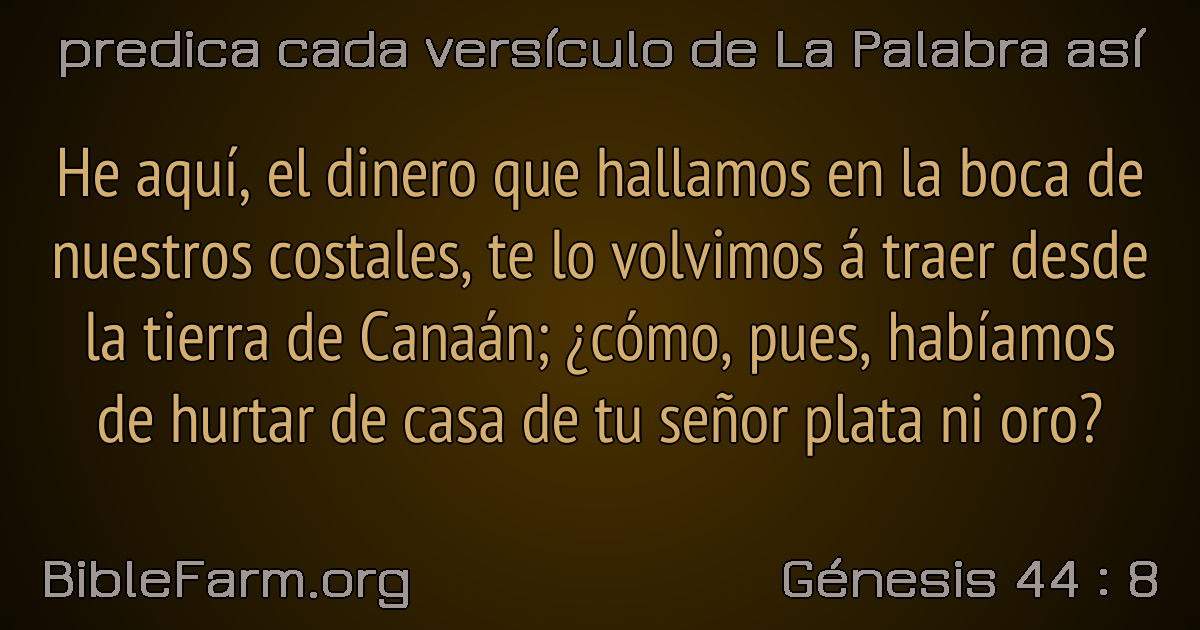 predica cada versículo de La Palabra así
He aquí, el dinero que hallamos en la boca de
nuestros costales, te lo volvimos á traer desde
la tierra de Canaán; ¿cómo, pues, habíamos
de hurtar de casa de tu señor plata ni oro?
BibleFarm.org
Génesis 44 : 8